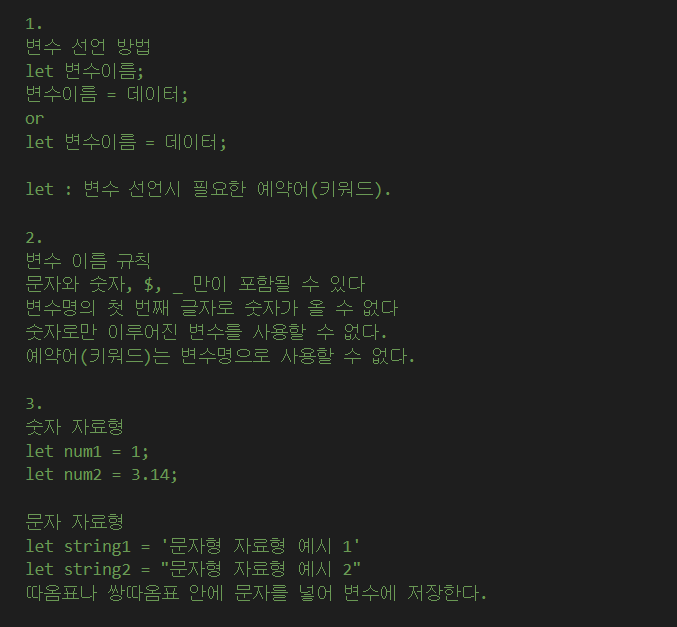 1.
변수 선언 방법
let 변수이름;
변수이름 = 데이터;
or
let 변수이름 = 데이터;
let : 변수 선언시 필요한 예약어(키워드).
2.
변수 이름 규칙
문자와 숫자, $, _ 만이 포함될 수 있다
변수명의 첫 번째 글자로 숫자가 올 수 없다
숫자로만 이루어진 변수를 사용할 수 없다.
예약어(키워드)는 변수명으로 사용할 수 없다.
3.
숫자 자료형
let num1 = 1;
let num2 = 3.14;
문자 자료형
let string1 = '문자형 자료형 예시 1'
let string2 = "문자형 자료형 예시 2"
따옴표나 쌍따옴표 안에 문자를 넣어 변수에 저장한다.